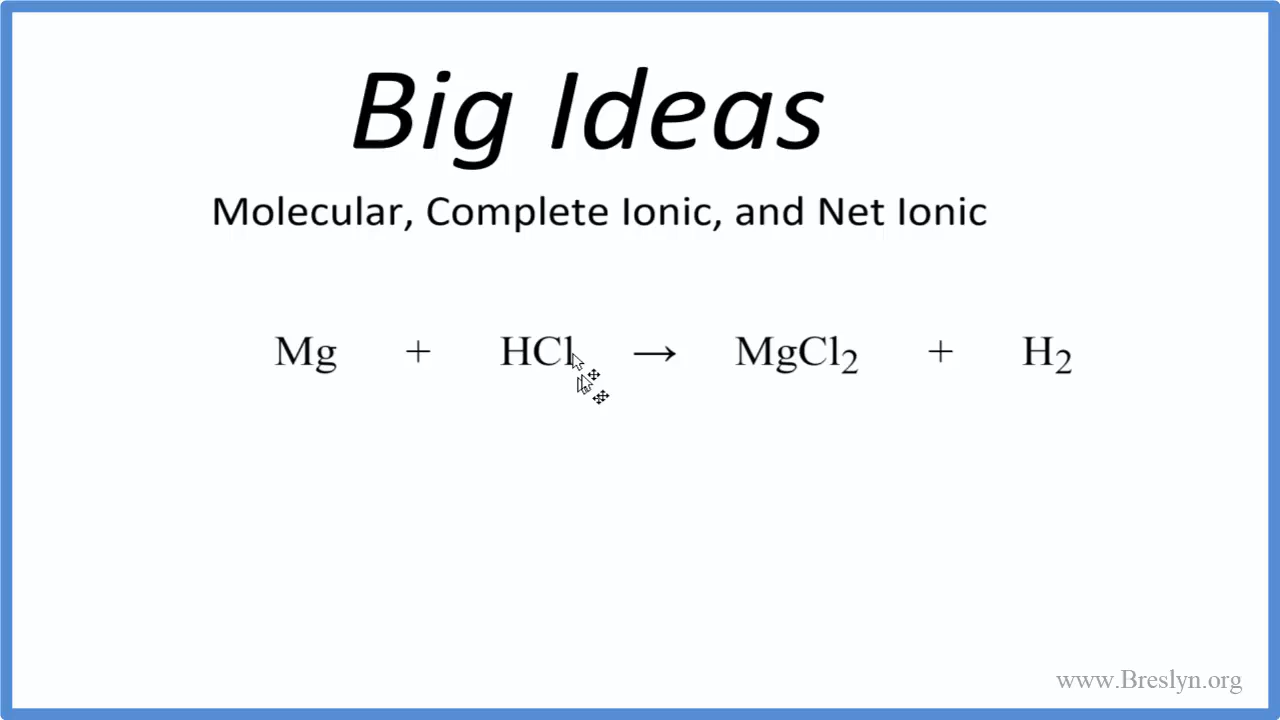 Big Ideas
Molecular, Complete Ionic, and Net Ionic
Mg + HCl → MgCl₂ + H₂
www.Breslyn.org